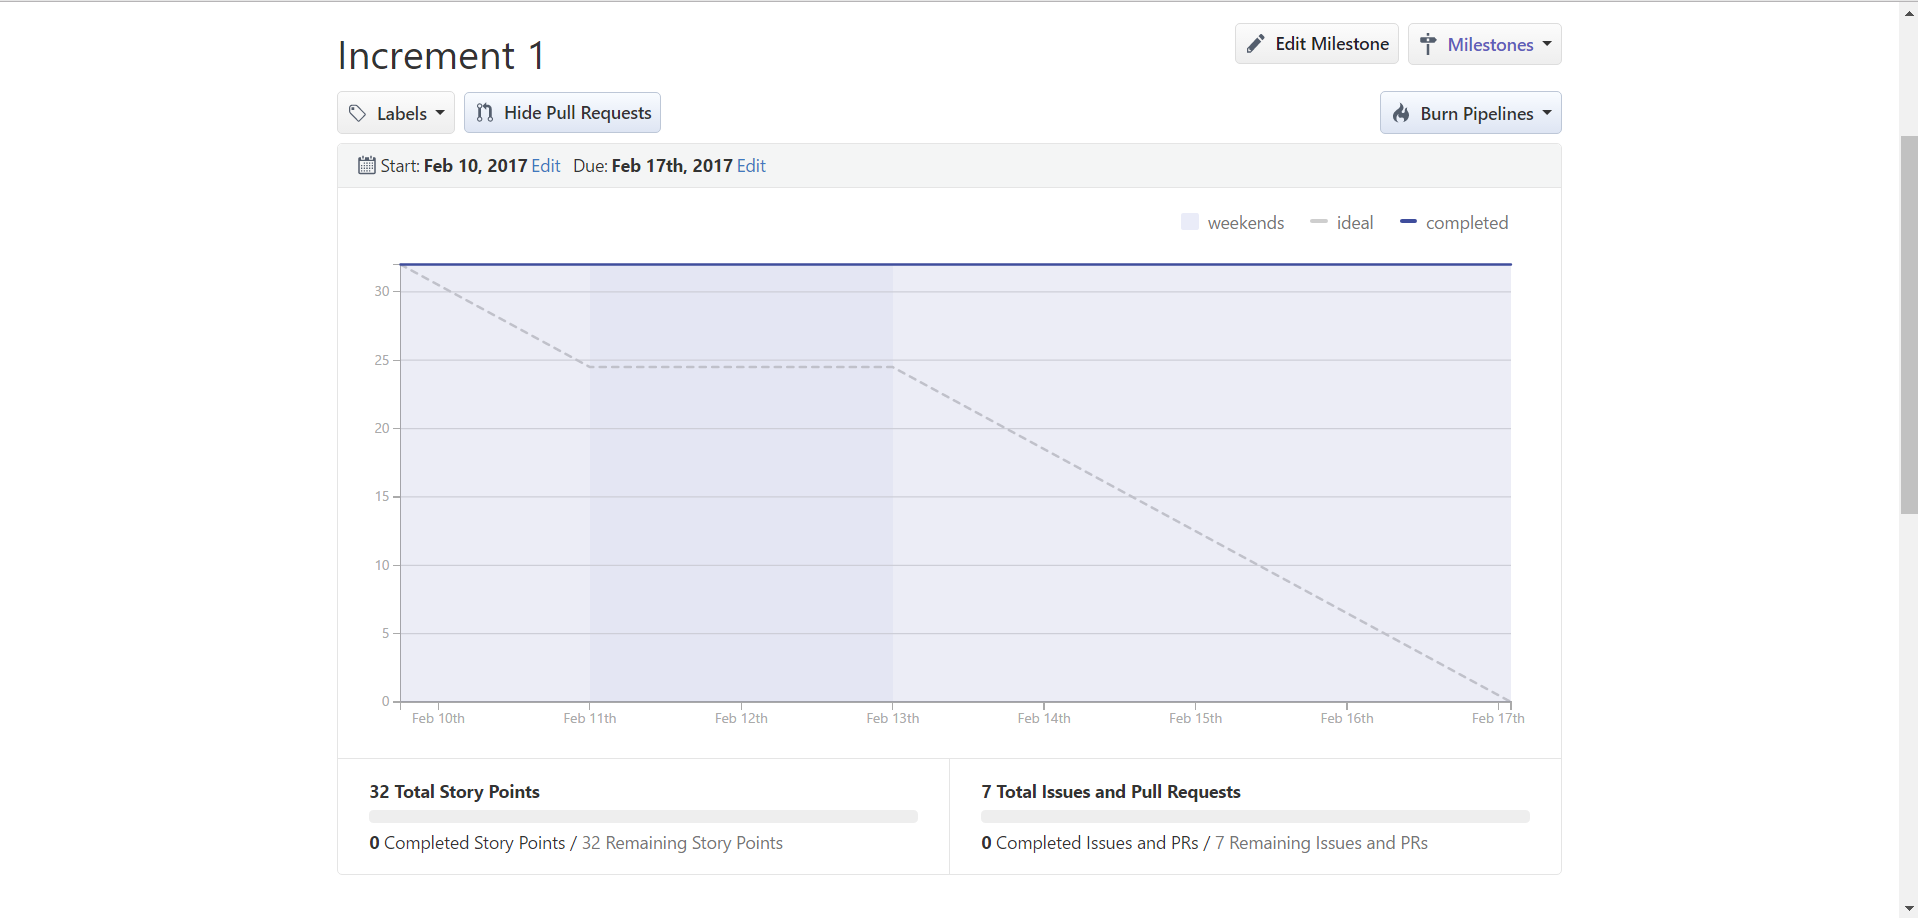 Increment 1
Edit Milestone
Milestones
Labels
Hide Pull Requests
Burn Pipelines
Start: Feb 10, 2017 Edit Due: Feb 17th, 2017 Edit
weekends ideal completed
30
25
20
15
10
5
0
Feb 10th Feb 11th Feb 12th Feb 13th Feb 14th Feb 15th Feb 16th Feb 17th
32 Total Story Points
0 Completed Story Points / 32 Remaining Story Points
7 Total Issues and Pull Requests
0 Completed Issues and PRs / 7 Remaining Issues and PRs